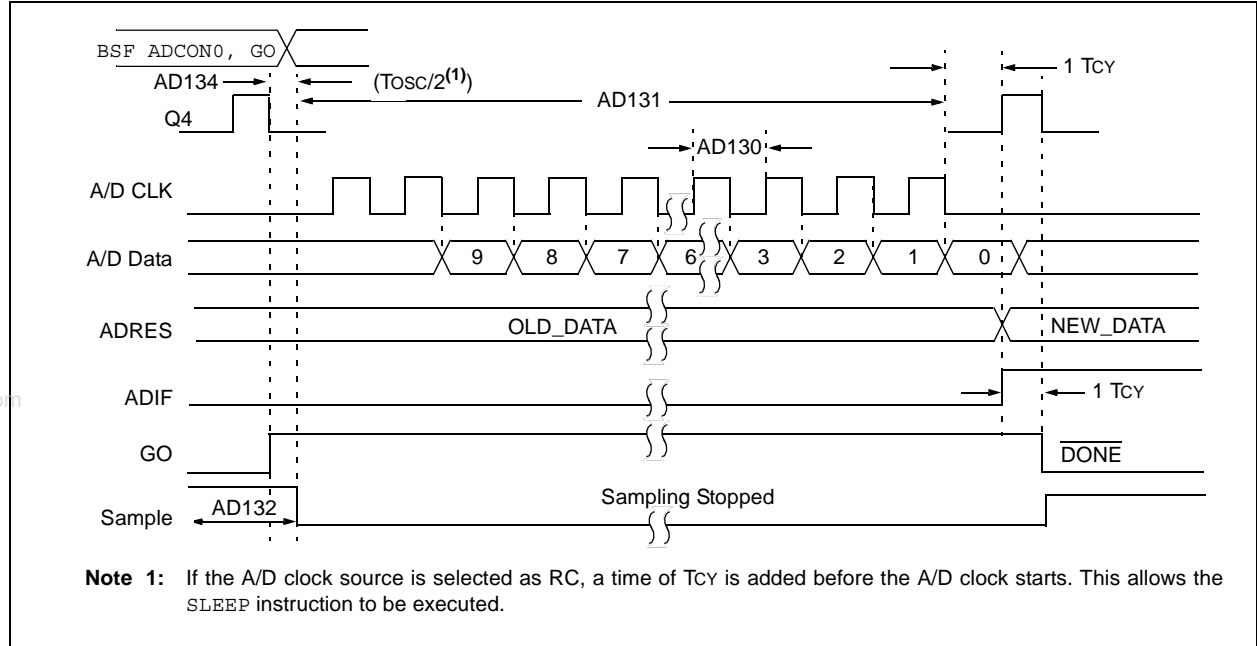 BSF ADCON0, GO
AD134
(TOSC/2(1))
1 TCY
AD131
Q4
AD130
A/D CLK
A/D Data
9 8 7 6 3 2 1 0
ADRES
OLD_DATA
NEW_DATA
om
ADIF
1 TCY
GO
DONE
Sampling Stopped
AD132
Sample
Note 1: If the A/D clock source is selected as RC, a time of TCY is added before the A/D clock starts. This allows the
SLEEP instruction to be executed.